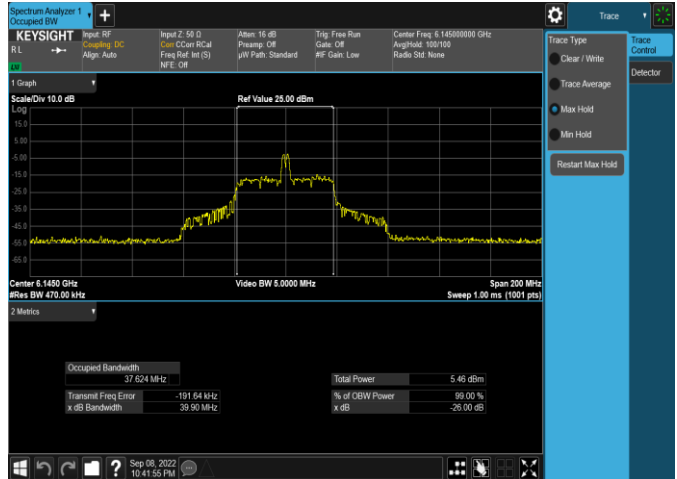 Spectrum Analyzer 1
Occupied BW
Trace
KEYSIGHT
Input: RF
Input Z: 50 Ω
Atten: 16 dB
Trig: Free Run
Center Freq: 6.145000000 GHz
R L
Coupling: DC
Corr CCorr RCal
Preamp: Off
Gate: Off
Avg|Hold: 100/100
Align: Auto
Freq Ref: Int (S)
µW Path: Standard
#IF Gain: Low
Radio Std: None
NFE: Off
Trace Type
Clear / Write
Trace Average
Max Hold
Min Hold
Restart Max Hold
Trace
Control
Detector
1 Graph
Scale/Div 10.0 dB
Ref Value 25.00 dBm
Log
15.0
5.00
-5.00
-15.0
-25.0
-35.0
-45.0
-55.0
-65.0
Center 6.1450 GHz
Video BW 5.0000 MHz
Span 200 MHz
#Res BW 470.00 kHz
Sweep 1.00 ms (1001 pts)
2 Metrics
Occupied Bandwidth
37.624 MHz
Total Power 5.46 dBm
Transmit Freq Error -191.64 kHz
% of OBW Power 99.00 %
x dB Bandwidth 39.90 MHz
x dB -26.00 dB
?
Sep 08, 2022
10:41:55 PM